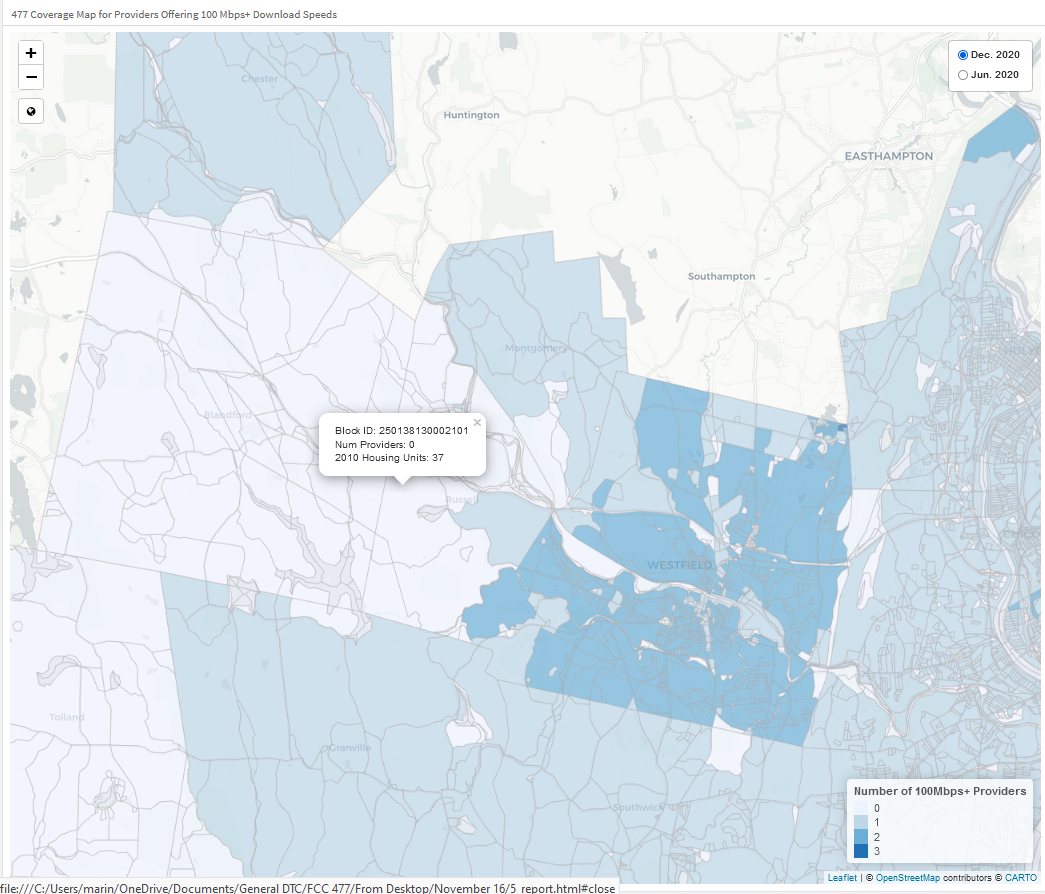 477 Coverage Map for Providers Offering 100 Mbps+ Download Speeds
+
−
Dec. 2020
Jun. 2020
Chester
Huntington
EASTHAMPTON
Southampton
Montgomery
Blandford
Block ID: 250138130002101
Num Providers: 0
2010 Housing Units: 37
×
Russell
WESTFIELD
Tolland
Granville
Southwick
Number of 100Mbps+ Providers
0
1
2
3
Leaflet | © OpenStreetMap contributors © CARTO
file:///C:/Users/marin/OneDrive/Documents/General DTC/FCC 477/From Desktop/November 16/5_report.html#close